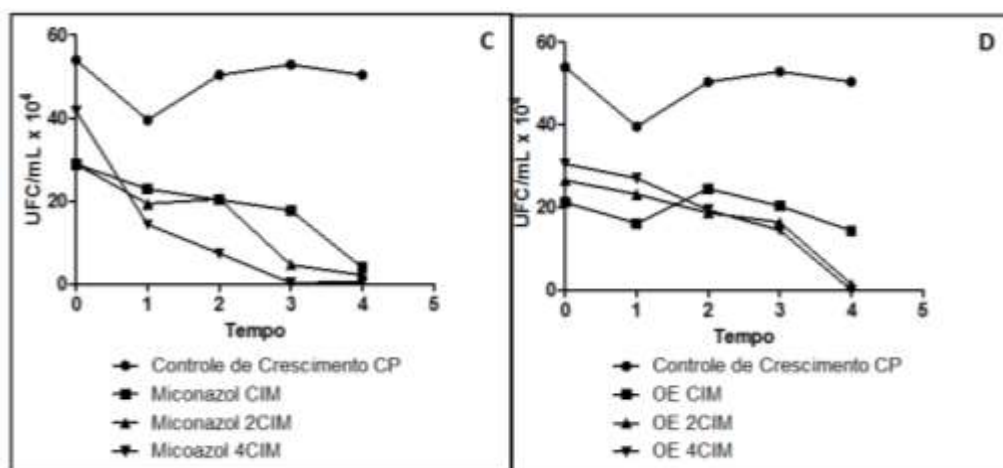 C
60
40
20
0
UFC/mL x 10⁴
0 1 2 3 4 5
Tempo
Controle de Crescimento CP
Miconazol CIM
Miconazol 2CIM
Micoazol 4CIM
D
60
40
20
0
UFC/mL x 10⁴
0 1 2 3 4 5
Tempo
Controle de Crescimento CP
OE CIM
OE 2CIM
OE 4CIM